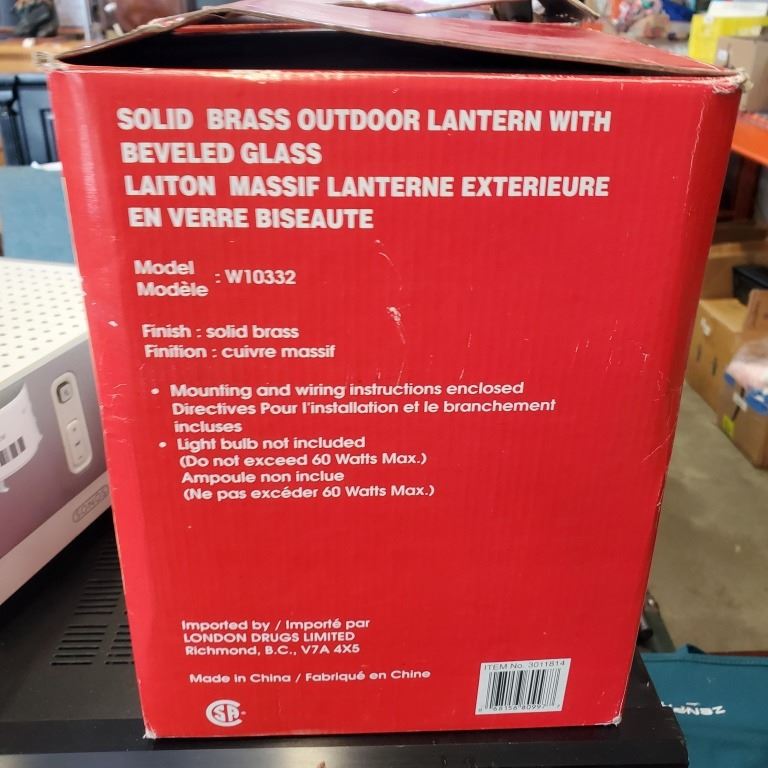 SOLID BRASS OUTDOOR LANTERN WITH
BEVELED GLASS
LAITON MASSIF LANTERNE EXTERIEURE
EN VERRE BISEAUTE
Model
Modèle : W10332
Finish : solid brass
Finition : cuivre massif
• Mounting and wiring instructions enclosed
Directives Pour l'installation et le branchement
incluses
• Light bulb not included
(Do not exceed 60 Watts Max.)
Ampoule non inclue
(Ne pas excéder 60 Watts Max.)
Imported by / Importé par
LONDON DRUGS LIMITED
Richmond, B.C., V7A 4X5
Made in China / Fabriqué en Chine
ITEM No. 3011814
68156 80997
SONOS